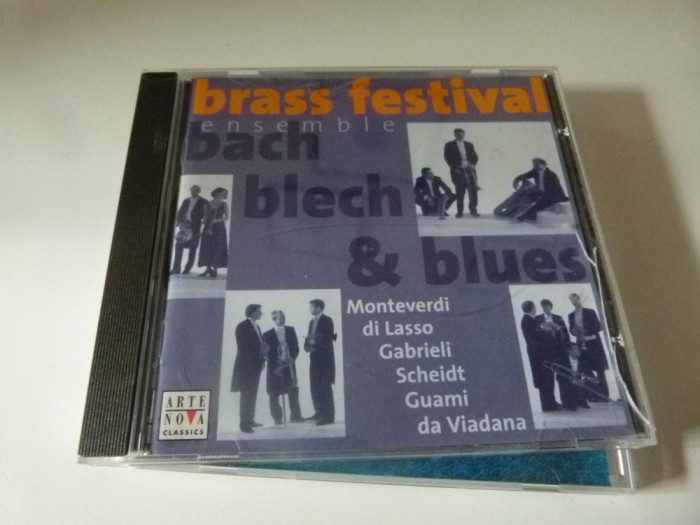 brass festival
ensemble
bach
blech
& blues
Monteverdi
di Lasso
Gabrieli
Scheidt
Guami
da Viadana
ARTE
NOVA
CLASSICS